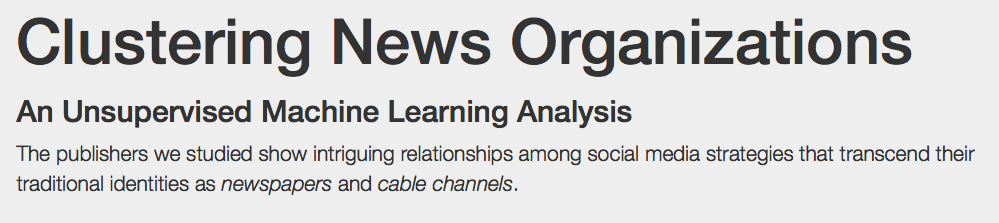 Clustering News Organizations
An Unsupervised Machine Learning Analysis
The publishers we studied show intriguing relationships among social media strategies that transcend their
traditional identities as newspapers and cable channels.